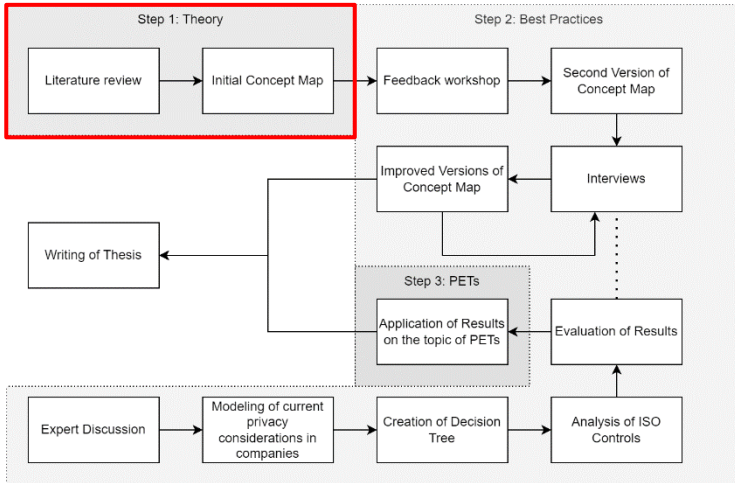 Step 1: Theory
Step 2: Best Practices
Literature review
Initial Concept Map
Feedback workshop
Second Version of
Concept Map
Improved Versions of
Concept Map
Interviews
Writing of Thesis
Step 3: PETs
Application of Results
on the topic of PETs
Evaluation of Results
Expert Discussion
Modeling of current
privacy
considerations in
companies
Creation of Decision
Tree
Analysis of ISO
Controls